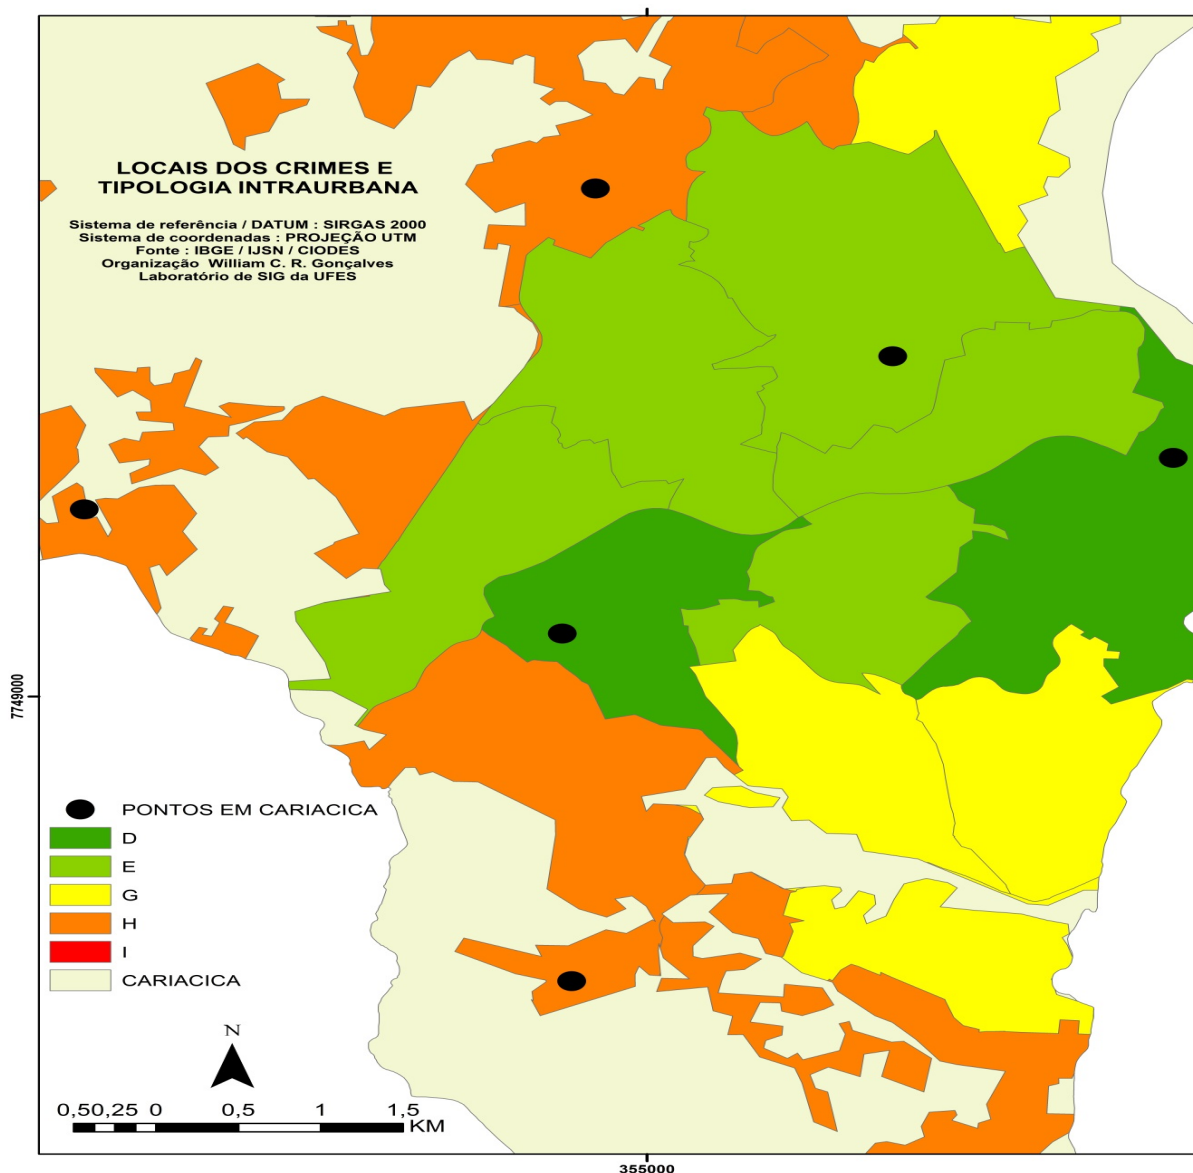 LOCAIS DOS CRIMES E
TIPOLOGIA INTRAURBANA
Sistema de referência / DATUM : SIRGAS 2000
Sistema de coordenadas : PROJEÇÃO UTM
Fonte : IBGE / IJSN / CIODES
Organização William C. R. Gonçalves
Laboratório de SIG da UFES
7749000
PONTOS EM CARIACICA
D
E
G
H
I
CARIACICA
N
0,50,25 0 0,5 1 1,5
KM
355000